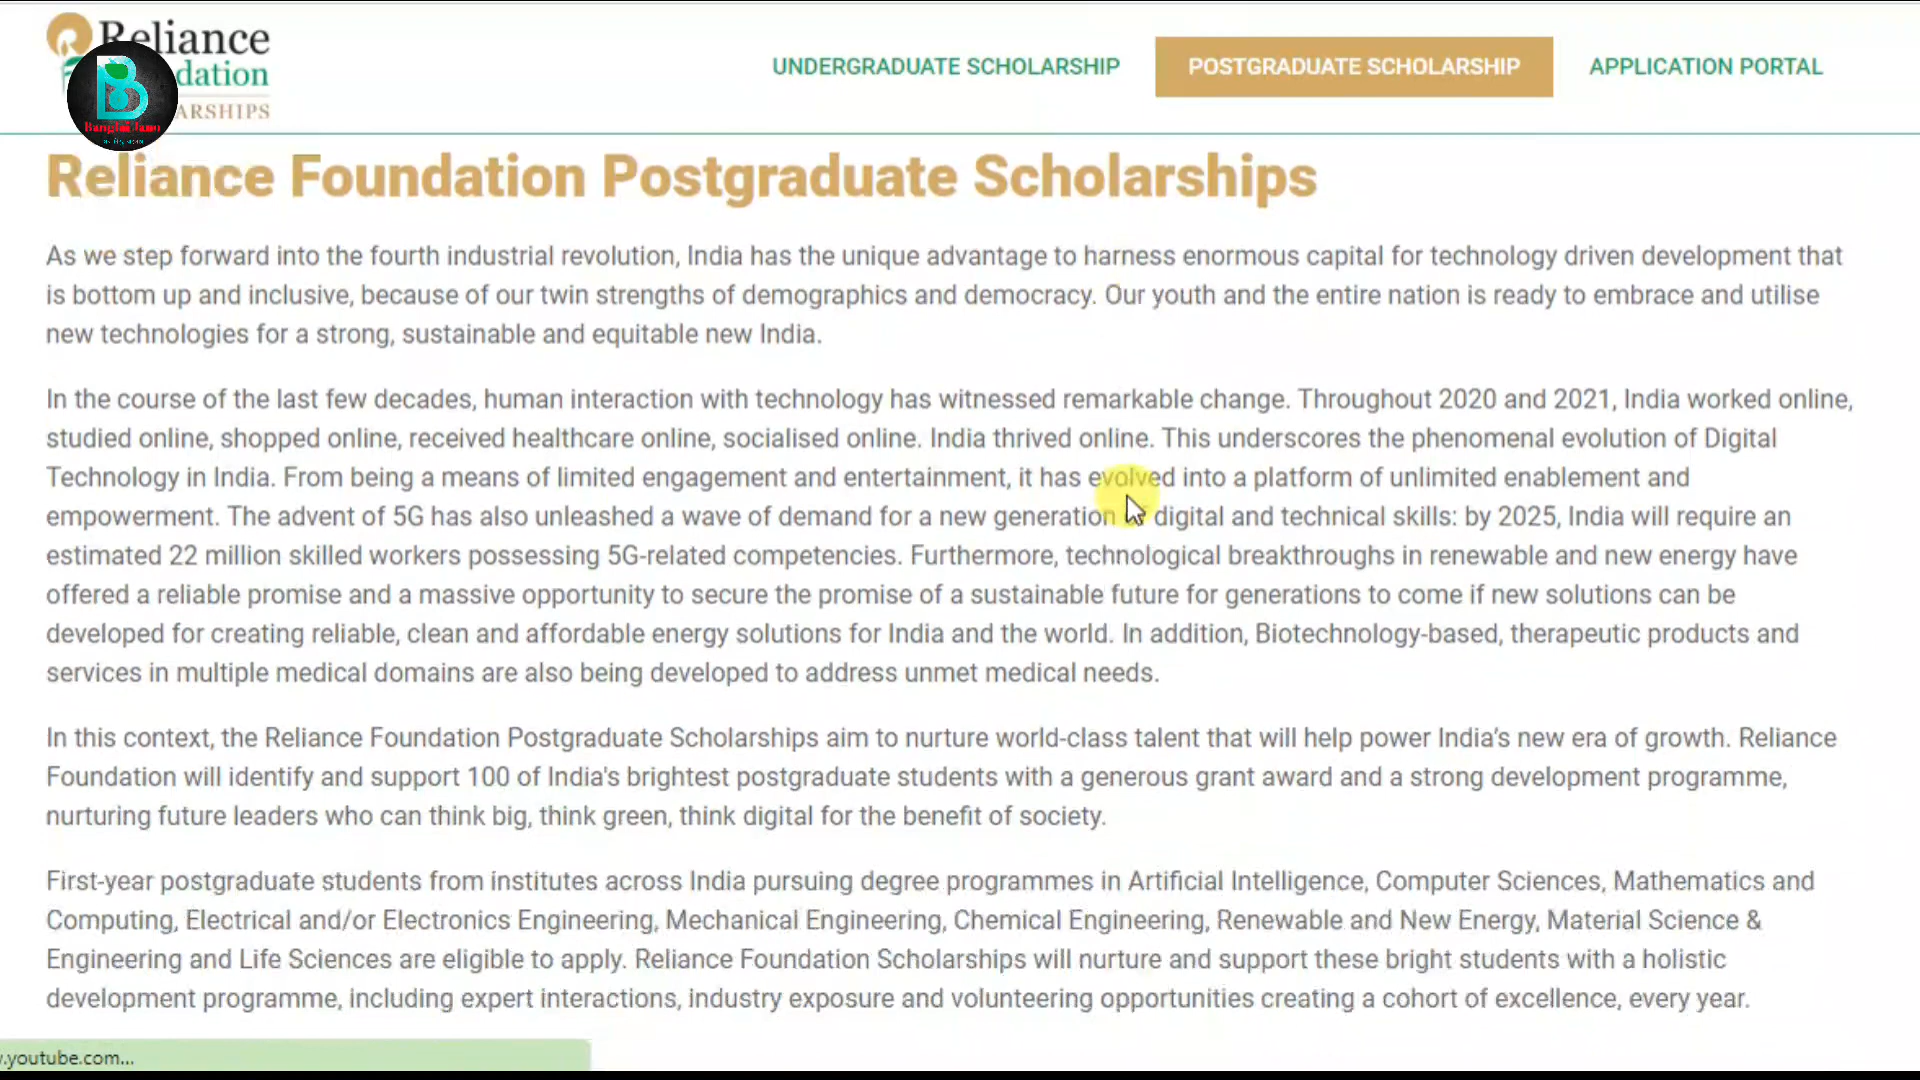 Reliance
dation
ARSHIPS
UNDERGRADUATE SCHOLARSHIP
POSTGRADUATE SCHOLARSHIP
APPLICATION PORTAL
Reliance Foundation Postgraduate Scholarships
As we step forward into the fourth industrial revolution, India has the unique advantage to harness enormous capital for technology driven development that
is bottom up and inclusive, because of our twin strengths of demographics and democracy. Our youth and the entire nation is ready to embrace and utilise
new technologies for a strong, sustainable and equitable new India.
In the course of the last few decades, human interaction with technology has witnessed remarkable change. Throughout 2020 and 2021, India worked online,
studied online, shopped online, received healthcare online, socialised online. India thrived online. This underscores the phenomenal evolution of Digital
Technology in India. From being a means of limited engagement and entertainment, it has evolved into a platform of unlimited enablement and
empowerment. The advent of 5G has also unleashed a wave of demand for a new generation digital and technical skills: by 2025, India will require an
estimated 22 million skilled workers possessing 5G-related competencies. Furthermore, technological breakthroughs in renewable and new energy have
offered a reliable promise and a massive opportunity to secure the promise of a sustainable future for generations to come if new solutions can be
developed for creating reliable, clean and affordable energy solutions for India and the world. In addition, Biotechnology-based, therapeutic products and
services in multiple medical domains are also being developed to address unmet medical needs.
In this context, the Reliance Foundation Postgraduate Scholarships aim to nurture world-class talent that will help power India's new era of growth. Reliance
Foundation will identify and support 100 of India's brightest postgraduate students with a generous grant award and a strong development programme,
nurturing future leaders who can think big, think green, think digital for the benefit of society.
First-year postgraduate students from institutes across India pursuing degree programmes in Artificial Intelligence, Computer Sciences, Mathematics and
Computing, Electrical and/or Electronics Engineering, Mechanical Engineering, Chemical Engineering, Renewable and New Energy, Material Science &
Engineering and Life Sciences are eligible to apply. Reliance Foundation Scholarships will nurture and support these bright students with a holistic
development programme, including expert interactions, industry exposure and volunteering opportunities creating a cohort of excellence, every year.
.youtube.com...